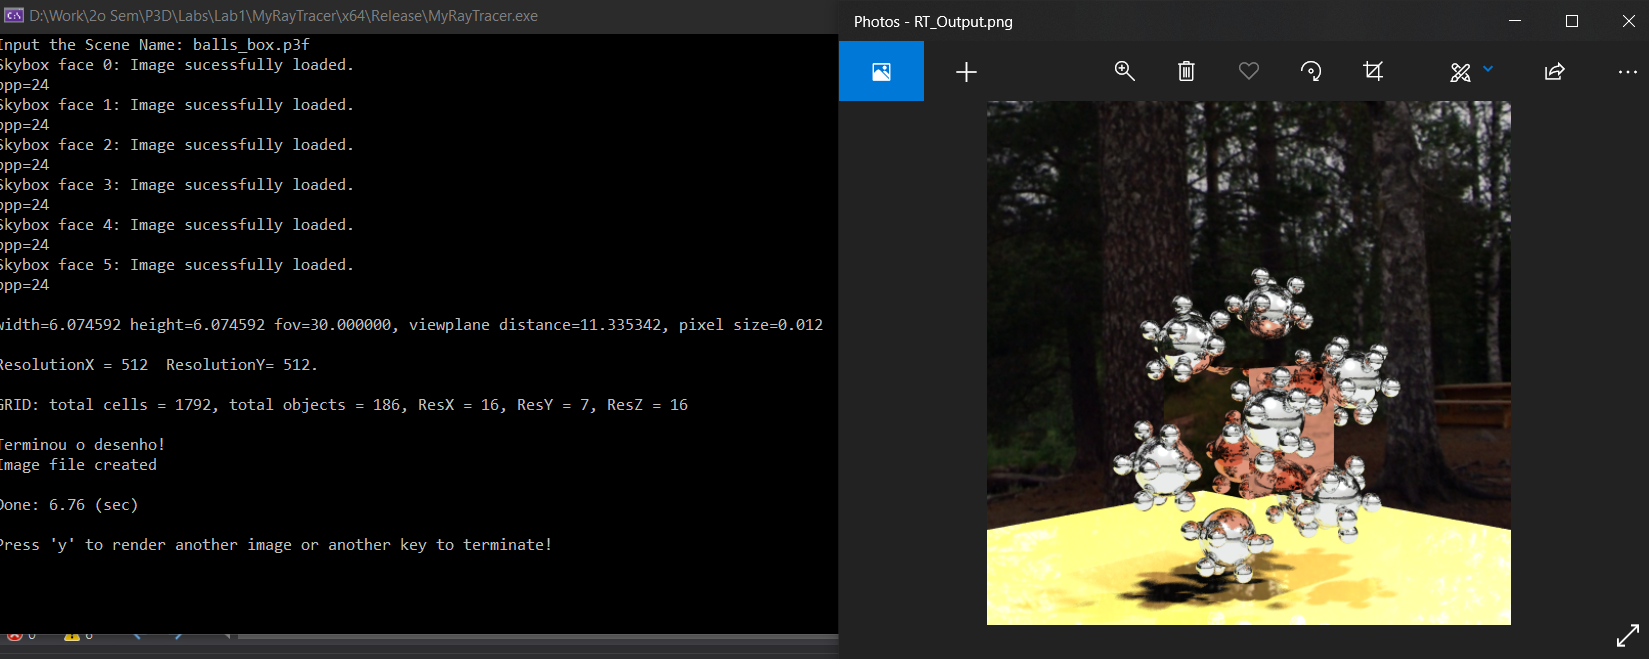 D:\Work\2o Sem\P3D\Labs\Lab1\MyRayTracer\x64\Release\MyRayTracer.exe
Input the Scene Name: balls_box.p3f
Skybox face 0: Image sucessfully loaded.
bpp=24
Skybox face 1: Image sucessfully loaded.
bpp=24
Skybox face 2: Image sucessfully loaded.
bpp=24
Skybox face 3: Image sucessfully loaded.
bpp=24
Skybox face 4: Image sucessfully loaded.
bpp=24
Skybox face 5: Image sucessfully loaded.
bpp=24
width=6.074592 height=6.074592 fov=30.000000, viewplane distance=11.335342, pixel size=0.012
ResolutionX = 512  ResolutionY= 512.
GRID: total cells = 1792, total objects = 186, ResX = 16, ResY = 7, ResZ = 16
Terminou o desenho!
Image file created
Done: 6.76 (sec)
Press 'y' to render another image or another key to terminate!
Photos - RT_Output.png